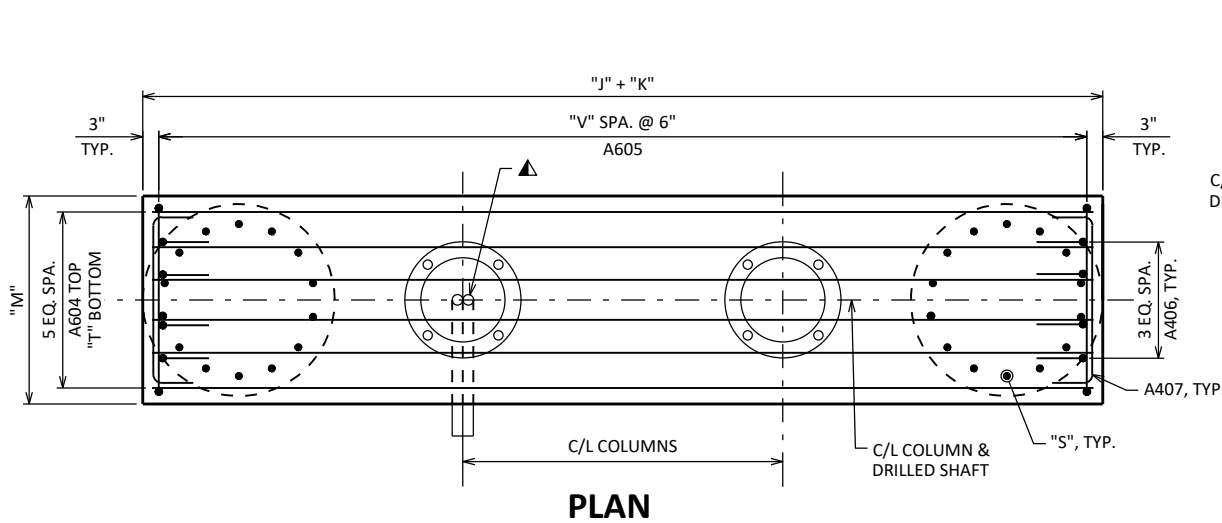 "J" + "K"
3"
TYP.
"V" SPA. @ 6"
A605
3"
TYP.
C/
D
"M"
5 EQ. SPA.
A604 TOP
"T" BOTTOM
3 EQ. SPA.
A406, TYP.
A407, TYP
"S", TYP.
C/L COLUMNS
C/L COLUMN &
DRILLED SHAFT
PLAN